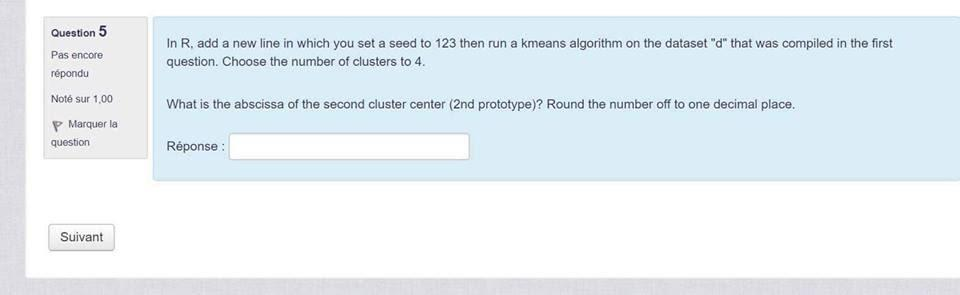 Question 5
Pas encore
répondu
Noté sur 1,00
Marquer la
question
In R, add a new line in which you set a seed to 123 then run a kmeans algorithm on the dataset "d" that was compiled in the first
question. Choose the number of clusters to 4.
What is the abscissa of the second cluster center (2nd prototype)? Round the number off to one decimal place.
Réponse :
Suivant